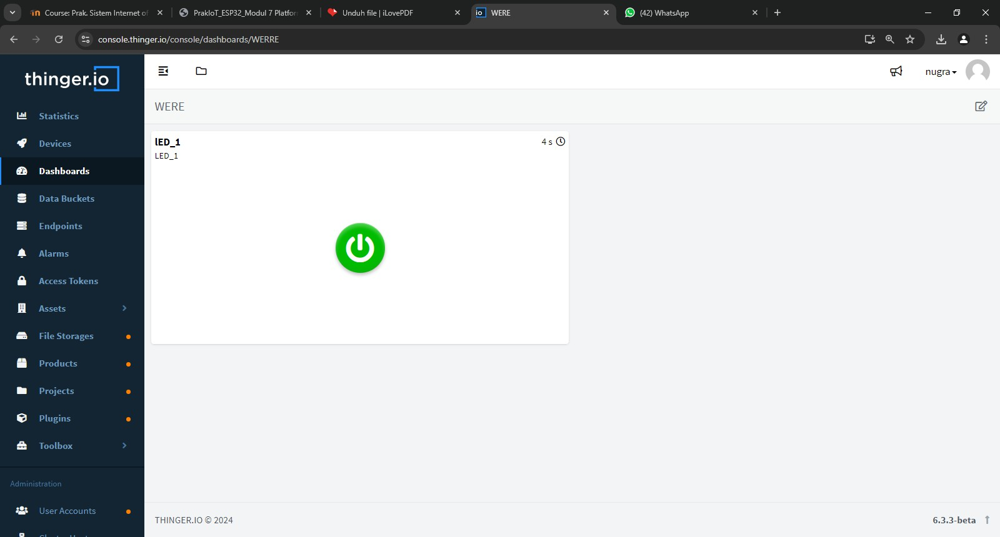 Course: Prak. Sistem Internet of
PrakIoT_ESP32_Modul 7 Platfor
Unduh file | iLovePDF
io WERE
(42) WhatsApp
console.thinger.io/console/dashboards/WERRE
thinger.io
nugra
Statistics
Devices
Dashboards
Data Buckets
Endpoints
Alarms
Access Tokens
Assets
File Storages
Products
Projects
Plugins
Toolbox
Administration
User Accounts
WERE
lED_1
4 s
LED_1
THINGER.IO © 2024
6.3.3-beta